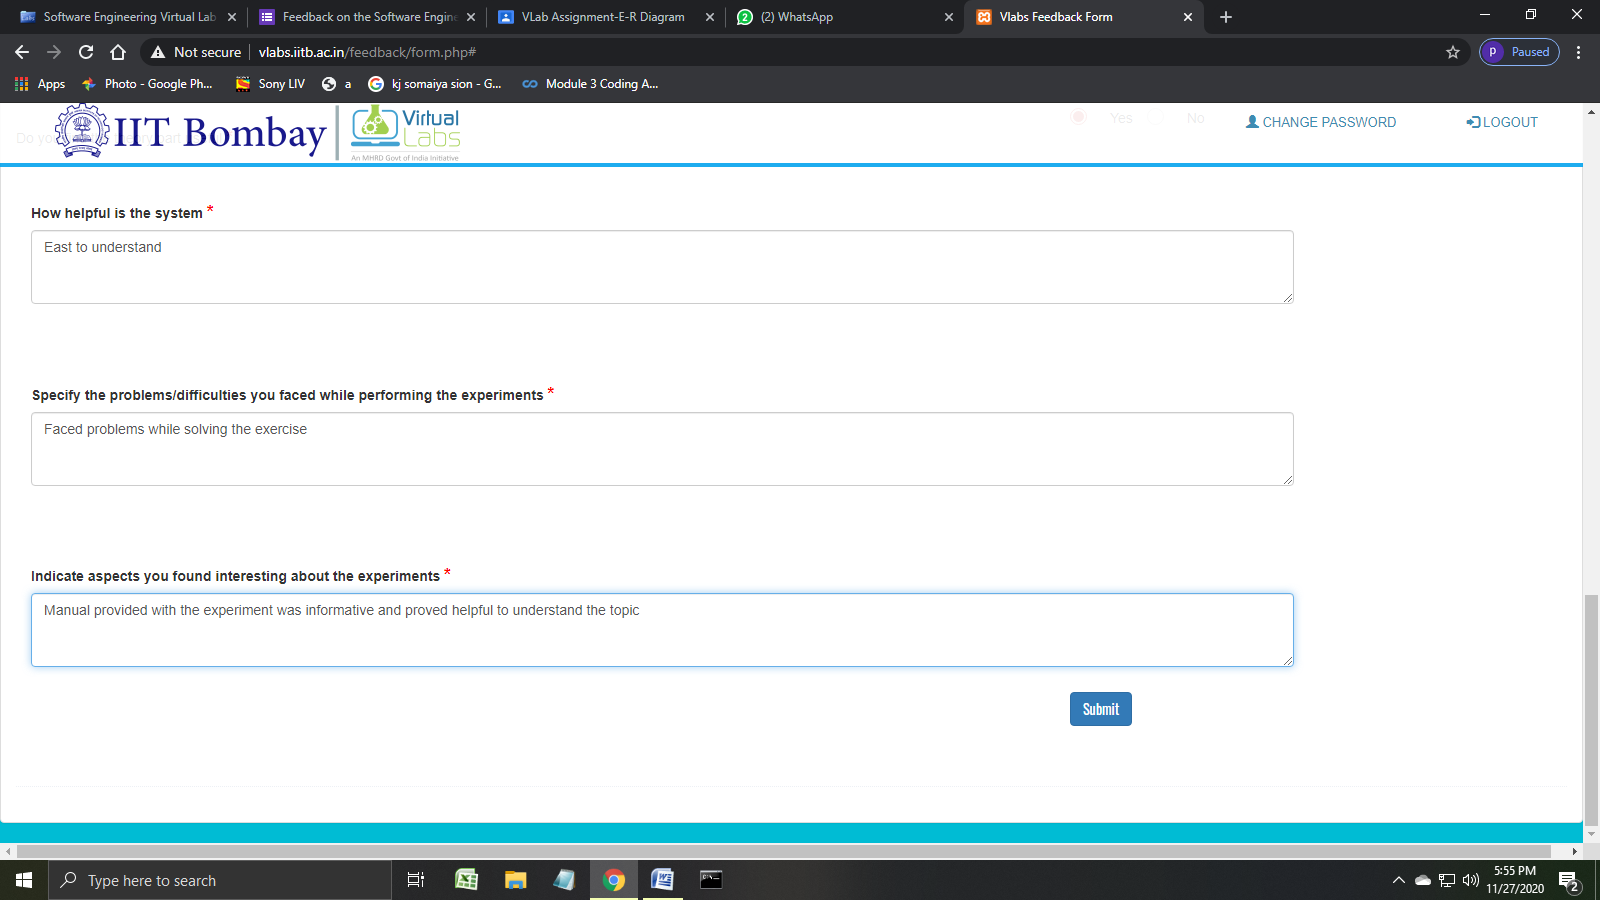 Software Engineering Virtual Lab
Feedback on the Software Engine
VLab Assignment-E-R Diagram
(2) WhatsApp
Vlabs Feedback Form
Not secure
vlabs.iitb.ac.in/feedback/form.php#
P
Paused
Apps
Photo - Google Ph...
Sony LIV
a
kj somaiya sion - G...
Module 3 Coding A...
IIT Bombay
Virtual
Labs
An MHRD Govt of India Initiative
Yes
No
CHANGE PASSWORD
LOGOUT
How helpful is the system *
East to understand
Specify the problems/difficulties you faced while performing the experiments *
Faced problems while solving the exercise
Indicate aspects you found interesting about the experiments *
Manual provided with the experiment was informative and proved helpful to understand the topic
Submit
Type here to search
5:55 PM
11/27/2020
2